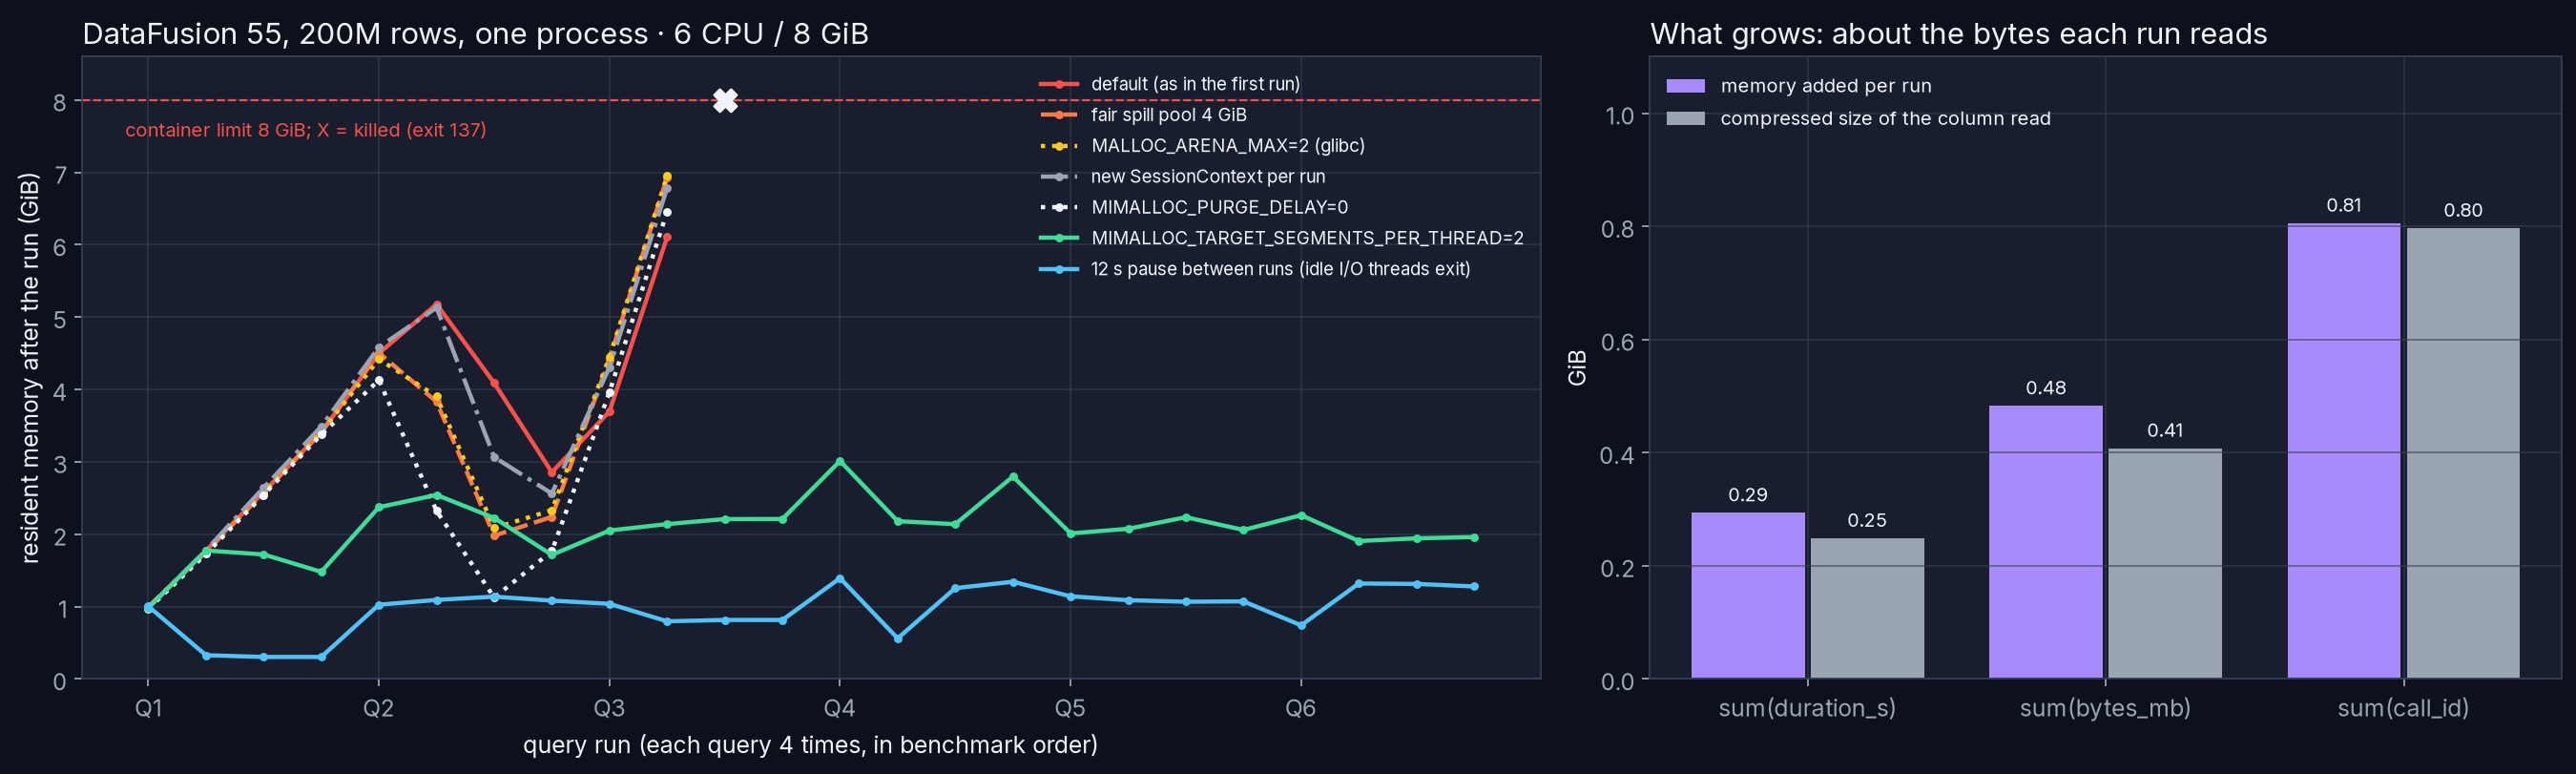 DataFusion 55, 200M rows, one process · 6 CPU / 8 GiB
resident memory after the run (GiB)
8
7
6
5
4
3
2
1
0
container limit 8 GiB; X = killed (exit 137)
default (as in the first run)
fair spill pool 4 GiB
MALLOC_ARENA_MAX=2 (glibc)
new SessionContext per run
MIMALLOC_PURGE_DELAY=0
MIMALLOC_TARGET_SEGMENTS_PER_THREAD=2
12 s pause between runs (idle I/O threads exit)
Q1 Q2 Q3 Q4 Q5 Q6
query run (each query 4 times, in benchmark order)
What grows: about the bytes each run reads
memory added per run
compressed size of the column read
GiB
1.0
0.8
0.6
0.4
0.2
0.0
0.29
0.25
0.48
0.41
0.81
0.80
sum(duration_s) sum(bytes_mb) sum(call_id)